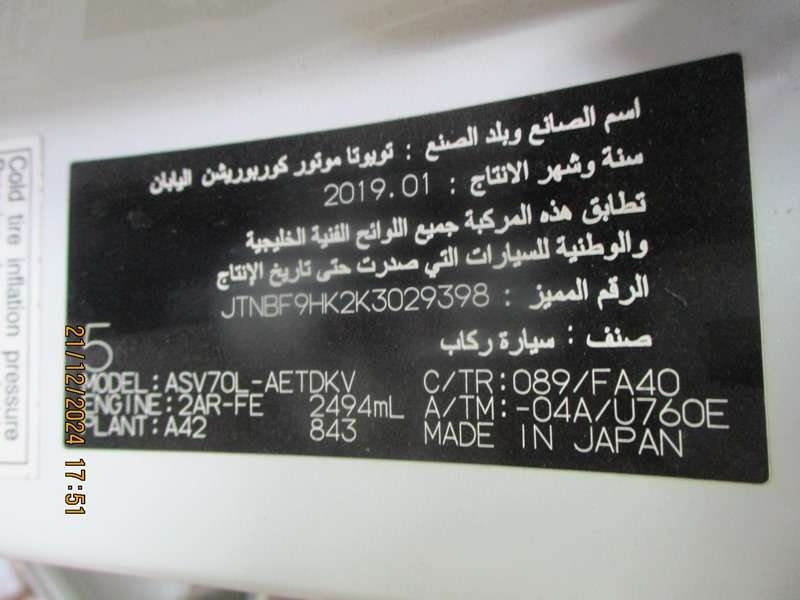 اسم الصانع وبلد الصنع : تويوتا موتور كوربوريشن اليابان
سنة وشهر الانتاج : 2019.01
تطابق هذه المركبة جميع اللوائح الفنية الخليجية
والوطنية للسيارات التي صدرت حتى تاريخ الإنتاج
الرقم المميز : JTNBF9HK2K3029398
صنف : سيارة ركاب
5
MODEL: ASV70L-AETDKV C/TR: 089/FA40
ENGINE: 2AR-FE 2494mL A/TM: -04A/U760E
PLANT: A42 843 MADE IN JAPAN
Cold tire inflation pressure
21/12/2024 17:51